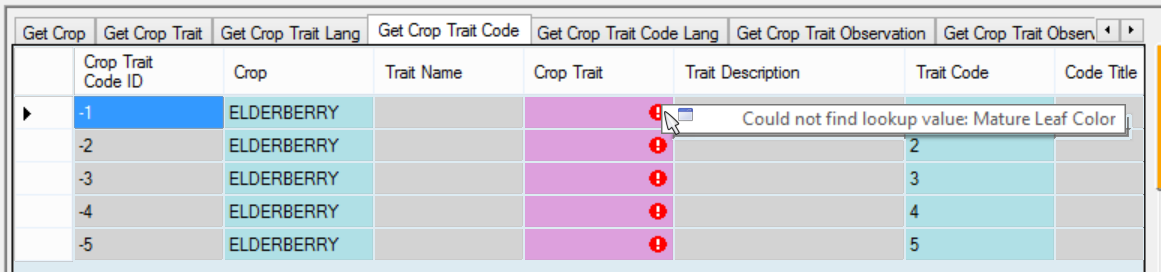 Get Crop Get Crop Trait Get Crop Trait Lang Get Crop Trait Code Get Crop Trait Code Lang Get Crop Trait Observation Get Crop Trait Observ
Crop Trait Code ID Crop Trait Name Crop Trait Trait Description Trait Code Code Title
-1 ELDERBERRY Could not find lookup value: Mature Leaf Color
-2 ELDERBERRY 2
-3 ELDERBERRY 3
-4 ELDERBERRY 4
-5 ELDERBERRY 5